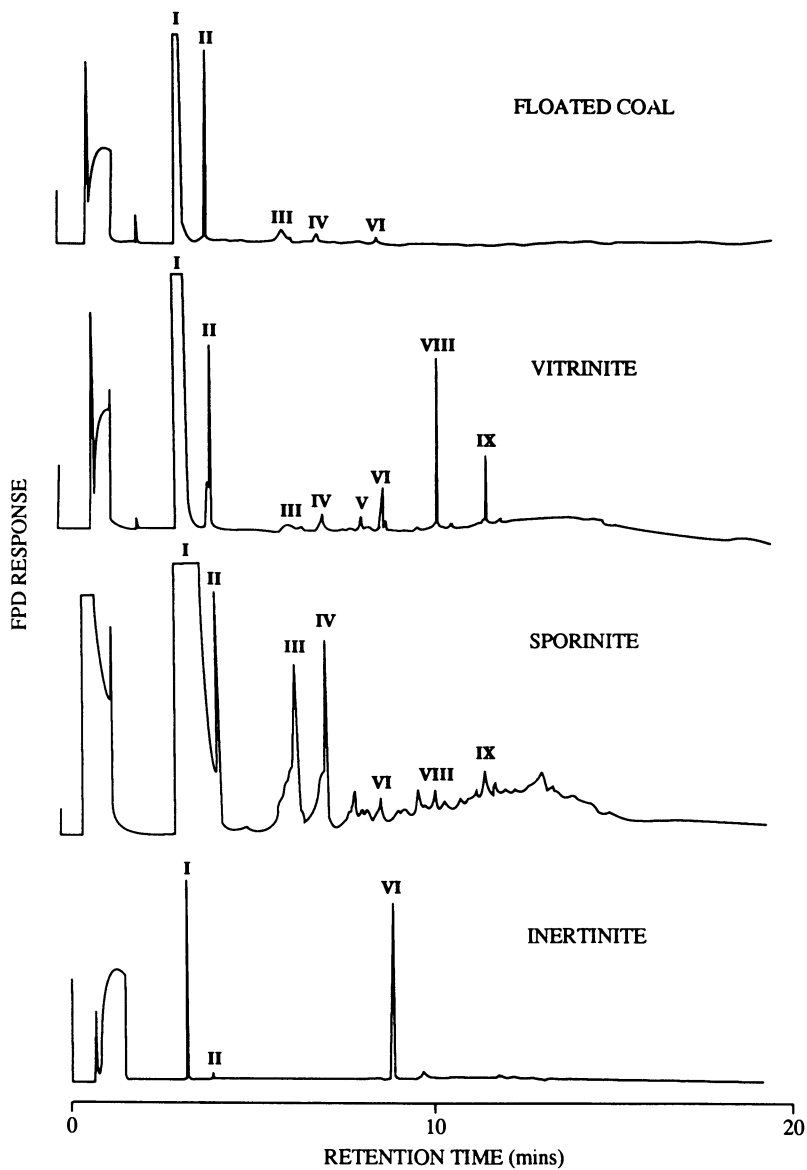 I
II
FLOATED COAL
III IV VI
I
II
VIII
VITRINITE
IX
III IV V VI
FPD RESPONSE
I
II
III IV
SPORINITE
VI VIII IX
I
VI
INERTINITE
II
0 10 20
RETENTION TIME (mins)